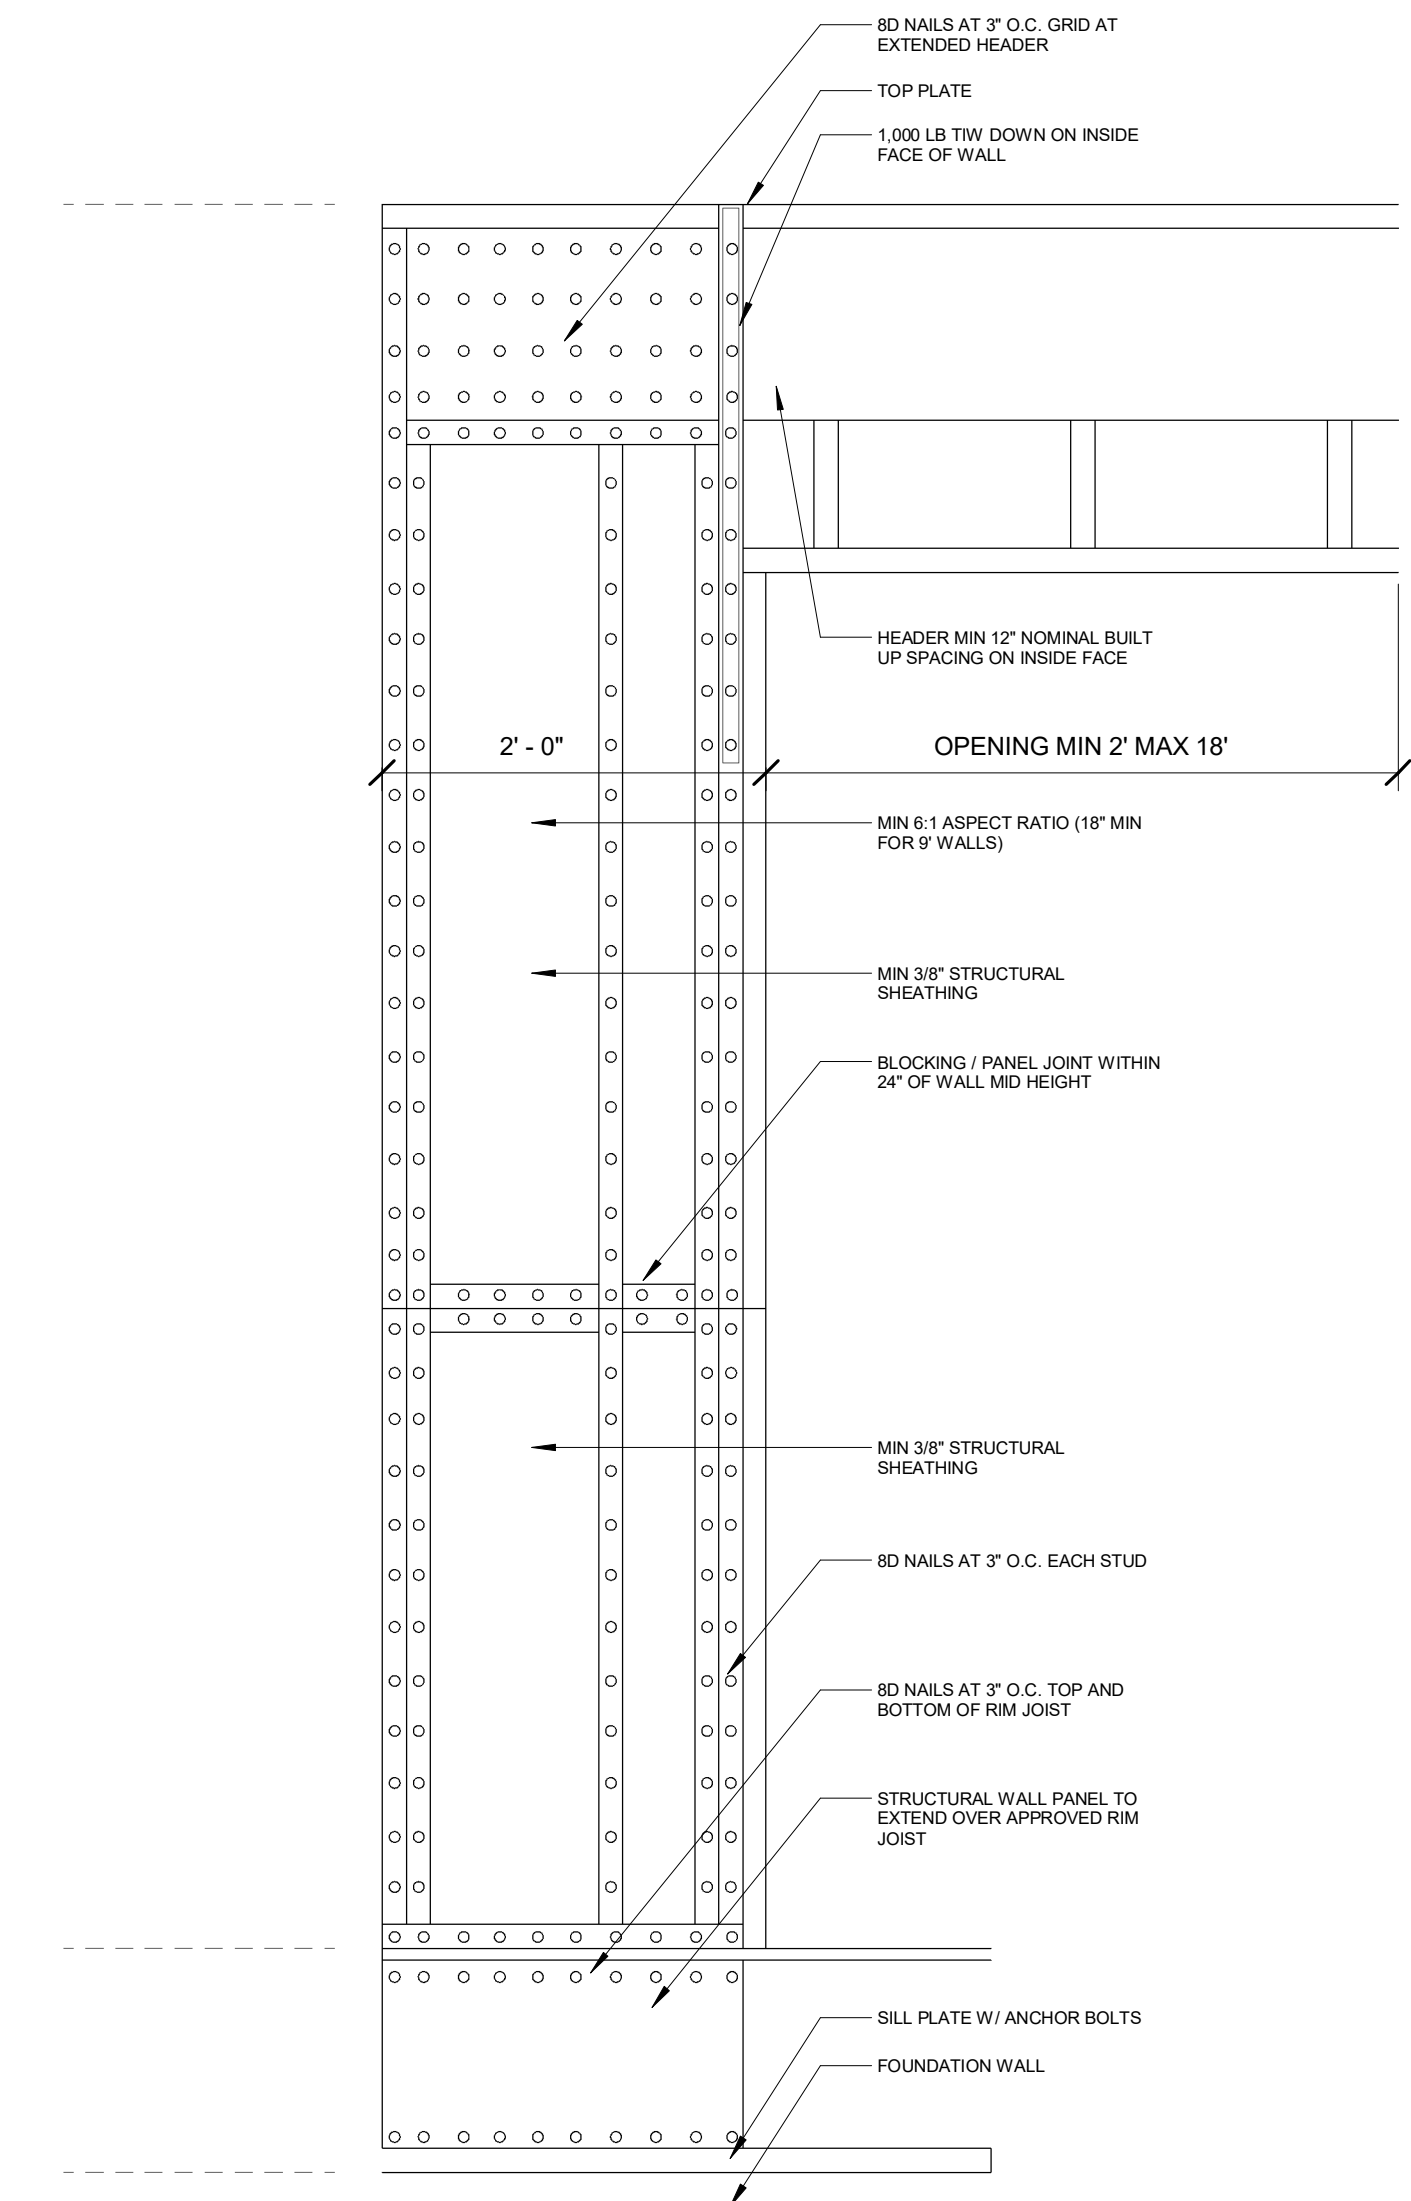 8D NAILS AT 3" O.C. GRID AT
EXTENDED HEADER
TOP PLATE
1,000 LB TIW DOWN ON INSIDE
FACE OF WALL
HEADER MIN 12" NOMINAL BUILT
UP SPACING ON INSIDE FACE
2' - 0"
OPENING MIN 2' MAX 18'
MIN 6:1 ASPECT RATIO (18" MIN
FOR 9' WALLS)
MIN 3/8" STRUCTURAL
SHEATHING
BLOCKING / PANEL JOINT WITHIN
24" OF WALL MID HEIGHT
MIN 3/8" STRUCTURAL
SHEATHING
8D NAILS AT 3" O.C. EACH STUD
8D NAILS AT 3" O.C. TOP AND
BOTTOM OF RIM JOIST
STRUCTURAL WALL PANEL TO
EXTEND OVER APPROVED RIM
JOIST
SILL PLATE W/ ANCHOR BOLTS
FOUNDATION WALL